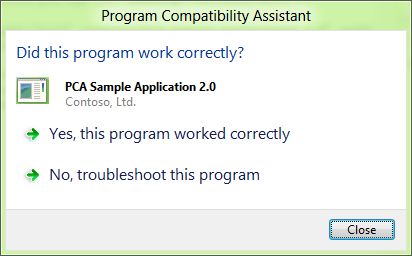 Program Compatibility Assistant
Did this program work correctly?
PCA Sample Application 2.0
Contoso, Ltd.
Yes, this program worked correctly
No, troubleshoot this program
Close